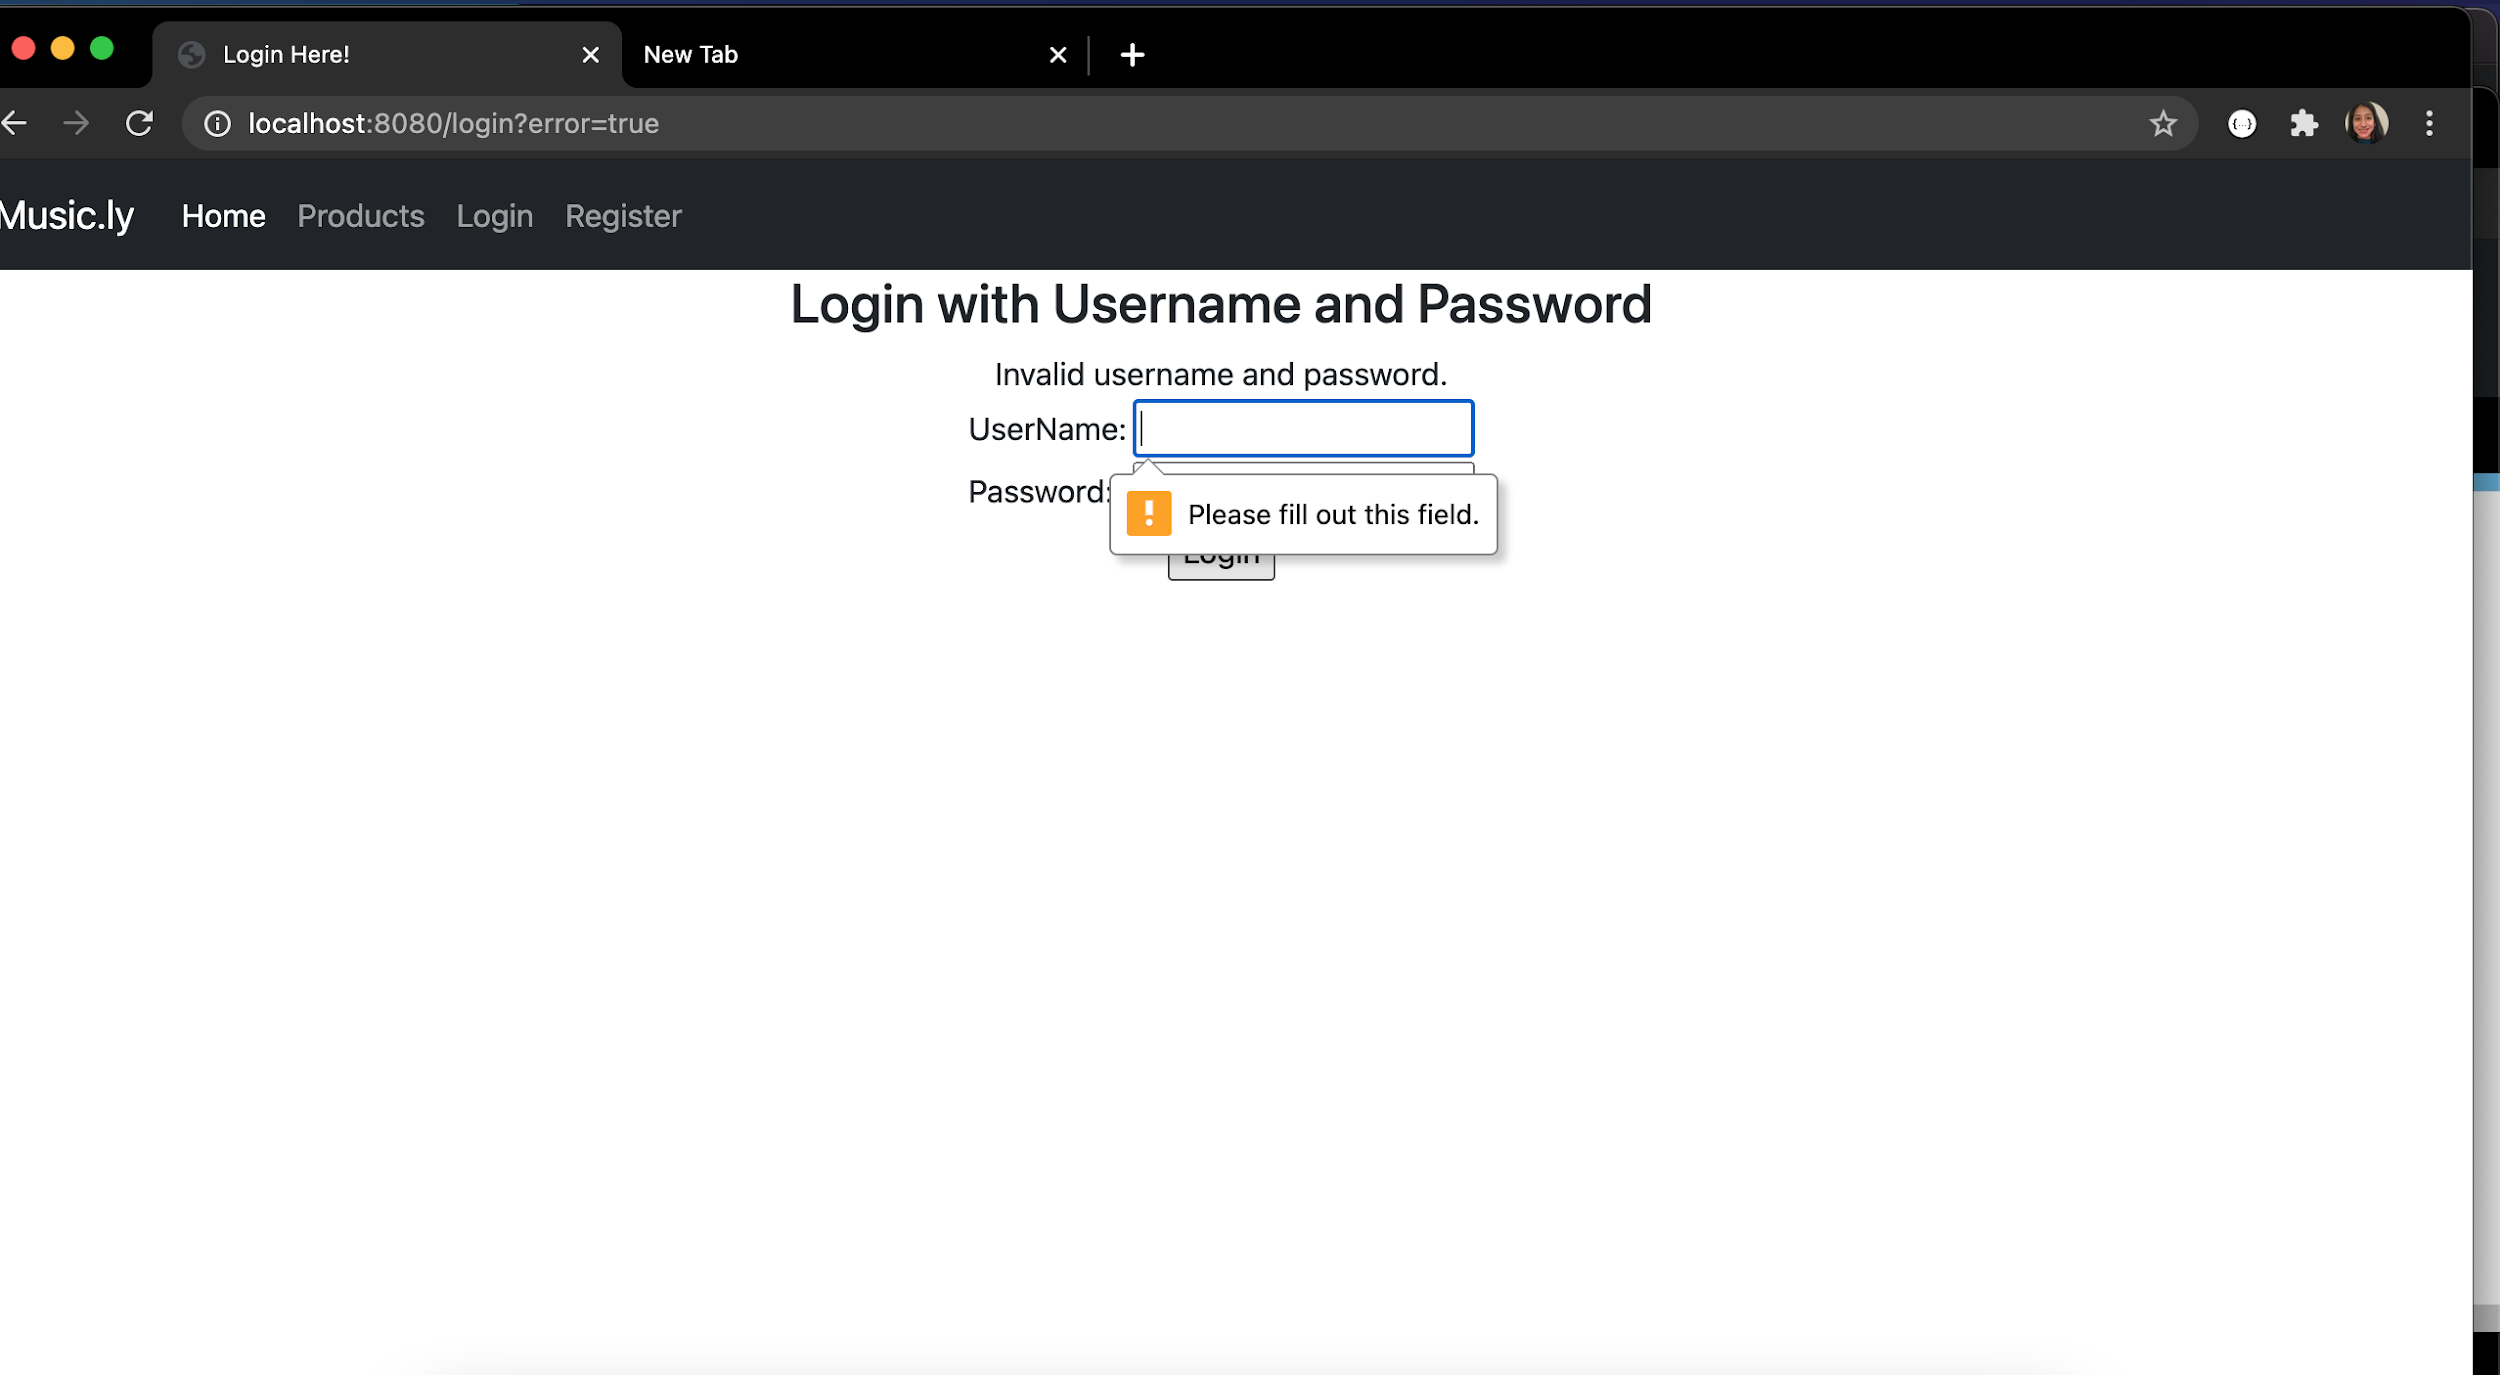 Login Here!
New Tab
localhost:8080/login?error=true
Music.ly Home Products Login Register
Login with Username and Password
Invalid username and password.
UserName:
Password:
Please fill out this field.
Login